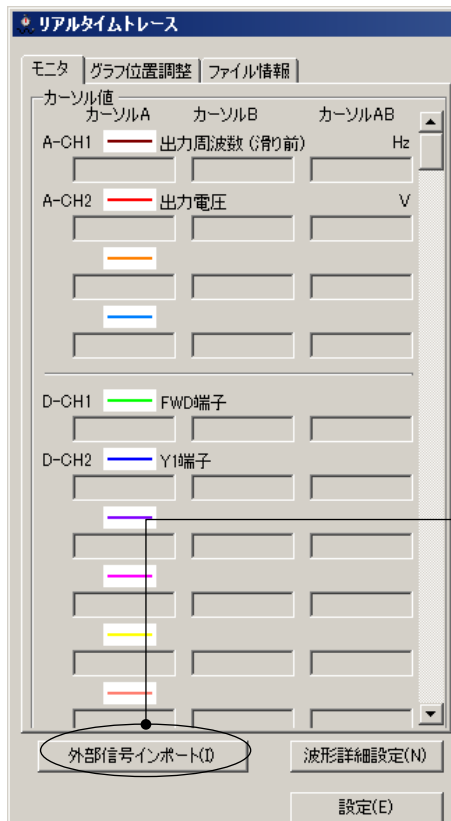 リアルタイムトレース
モニタ グラフ位置調整 ファイル情報
カーソル値
カーソルA カーソルB カーソルAB
A-CH1 出力周波数（滑り前） Hz
A-CH2 出力電圧 V
D-CH1 FWD端子
D-CH2 Y1端子
外部信号インポート(I) 波形詳細設定(N)
設定(E)